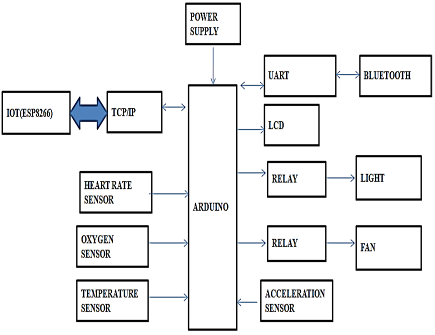 POWER
SUPPLY
UART
BLUETOOTH
IOT(ESP8266)
TCP/IP
LCD
HEART RATE
SENSOR
RELAY
LIGHT
ARDUINO
OXYGEN
SENSOR
RELAY
FAN
TEMPERATURE
SENSOR
ACCELERATION
SENSOR